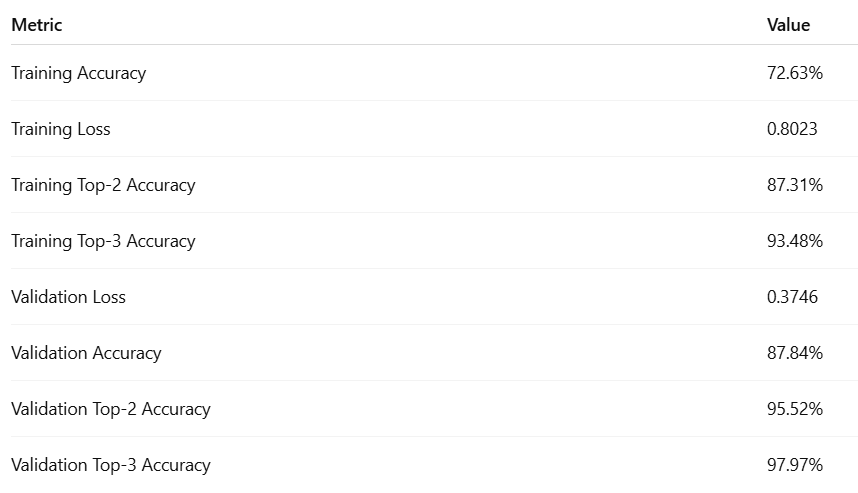 Metric Value
Training Accuracy 72.63%
Training Loss 0.8023
Training Top-2 Accuracy 87.31%
Training Top-3 Accuracy 93.48%
Validation Loss 0.3746
Validation Accuracy 87.84%
Validation Top-2 Accuracy 95.52%
Validation Top-3 Accuracy 97.97%